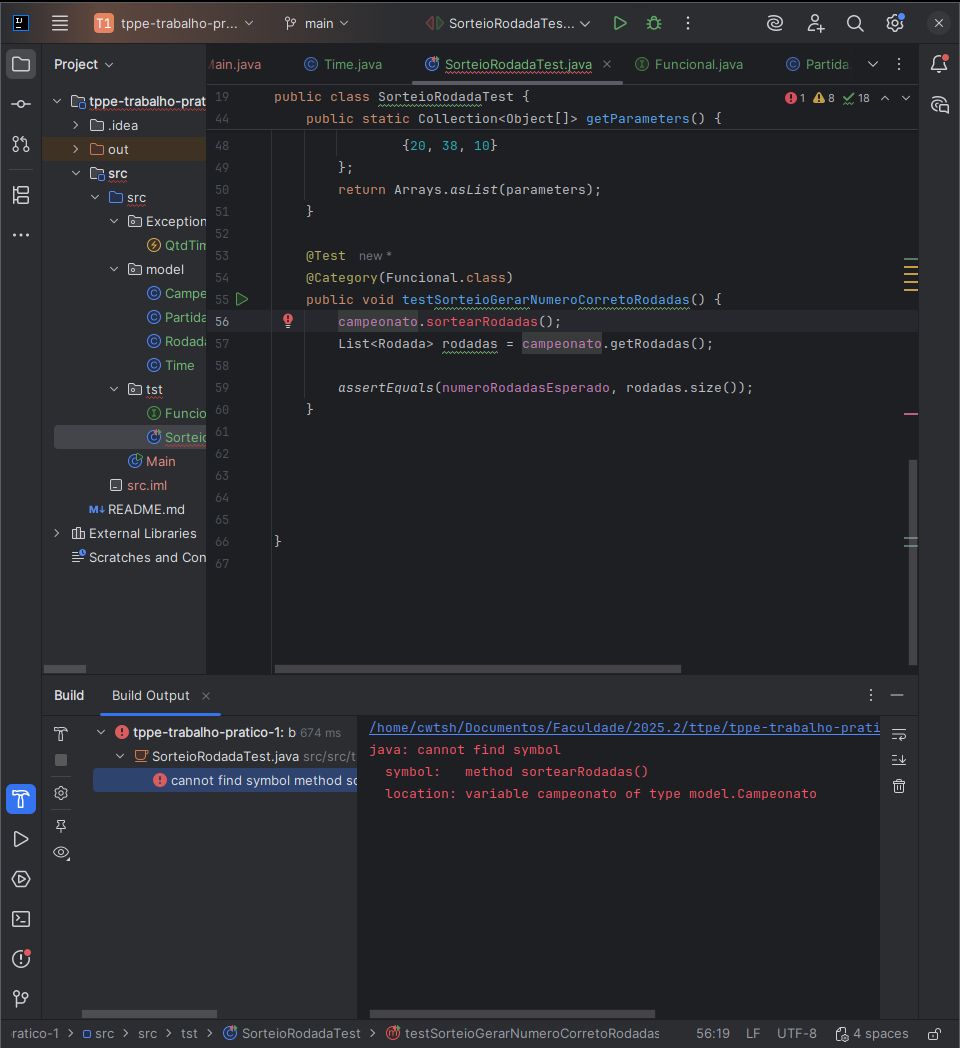 IJ
T1 tppe-trabalho-pr... main SorteioRodadaTes...
Project
Main.java Time.java SorteioRodadaTest.java Funcional.java Partida
tppe-trabalho-prat
.idea
out
src
src
Exception
QtdTim
model
Campe
Partida
Rodada
Time
tst
Funcio
Sorteio
Main
src.iml
M↓ README.md
External Libraries
Scratches and Con
19 public class SorteioRodadaTest {
1 8 18
44 public static Collection<Object[]> getParameters() {
48 {20, 38, 10}
49 };
50 return Arrays.asList(parameters);
51 }
52
53 @Test new *
54 @Category(Funcional.class)
55 public void testSorteioGerarNumeroCorretoRodadas() {
56 campeonato.sortearRodadas();
57 List<Rodada> rodadas = campeonato.getRodadas();
58
59 assertEquals(numeroRodadasEsperado, rodadas.size());
60 }
61
62
63
64
65
66 }
67
Build Build Output
tppe-trabalho-pratico-1: b 674 ms
SorteioRodadaTest.java src/src/t
cannot find symbol method so
/home/cwtsh/Documentos/Faculdade/2025.2/ttpe/tppe-trabalho-prati
java: cannot find symbol
symbol: method sortearRodadas()
location: variable campeonato of type model.Campeonato
ratico-1 > src > src > tst > SorteioRodadaTest > testSorteioGerarNumeroCorretoRodadas 56:19 LF UTF-8 4 spaces